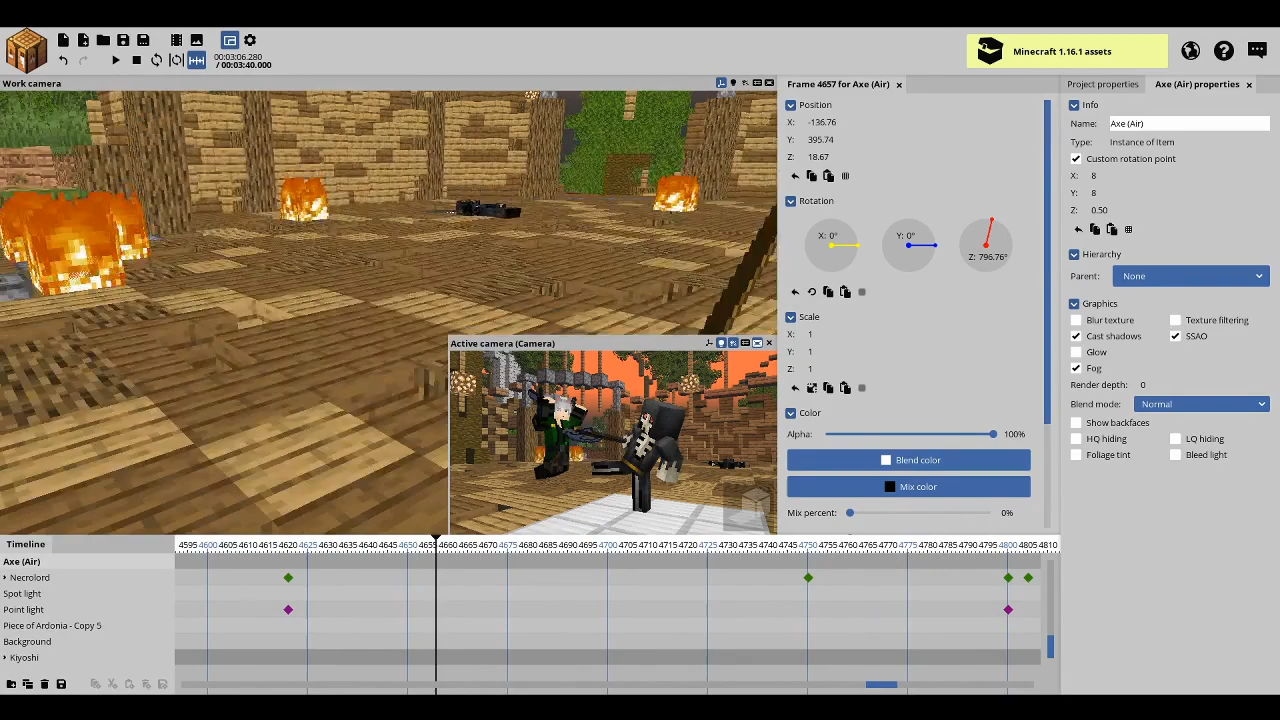 00:03:06.280
/ 00:03:40.000
Minecraft 1.16.1 assets
Work camera
Frame 4657 for Axe (Air)
Project properties
Axe (Air) properties
Position
X: -136.76
Y: 395.74
Z: 18.67
Rotation
X: 0°
Y: 0°
Z: 796.76°
Scale
X: 1
Y: 1
Z: 1
Color
Alpha: 100%
Blend color
Mix color
Mix percent: 0%
Info
Name: Axe (Air)
Type: Instance of Item
Custom rotation point
X: 8
Y: 8
Z: 0.50
Hierarchy
Parent: None
Graphics
Blur texture Texture filtering
Cast shadows SSAO
Glow
Fog
Render depth: 0
Blend mode: Normal
Show backfaces
HQ hiding LQ hiding
Foliage tint Bleed light
Active camera (Camera)
Timeline
4595 4600 4605 4610 4615 4620 4625 4630 4635 4640 4645 4650 4655 4660 4665 4670 4675 4680 4685 4690 4695 4700 4705 4710 4715 4720 4725 4730 4735 4740 4745 4750 4755 4760 4765 4770 4775 4780 4785 4790 4795 4800 4805 4810
Axe (Air)
Necrolord
Spot light
Point light
Piece of Ardonia - Copy 5
Background
Kiyoshi